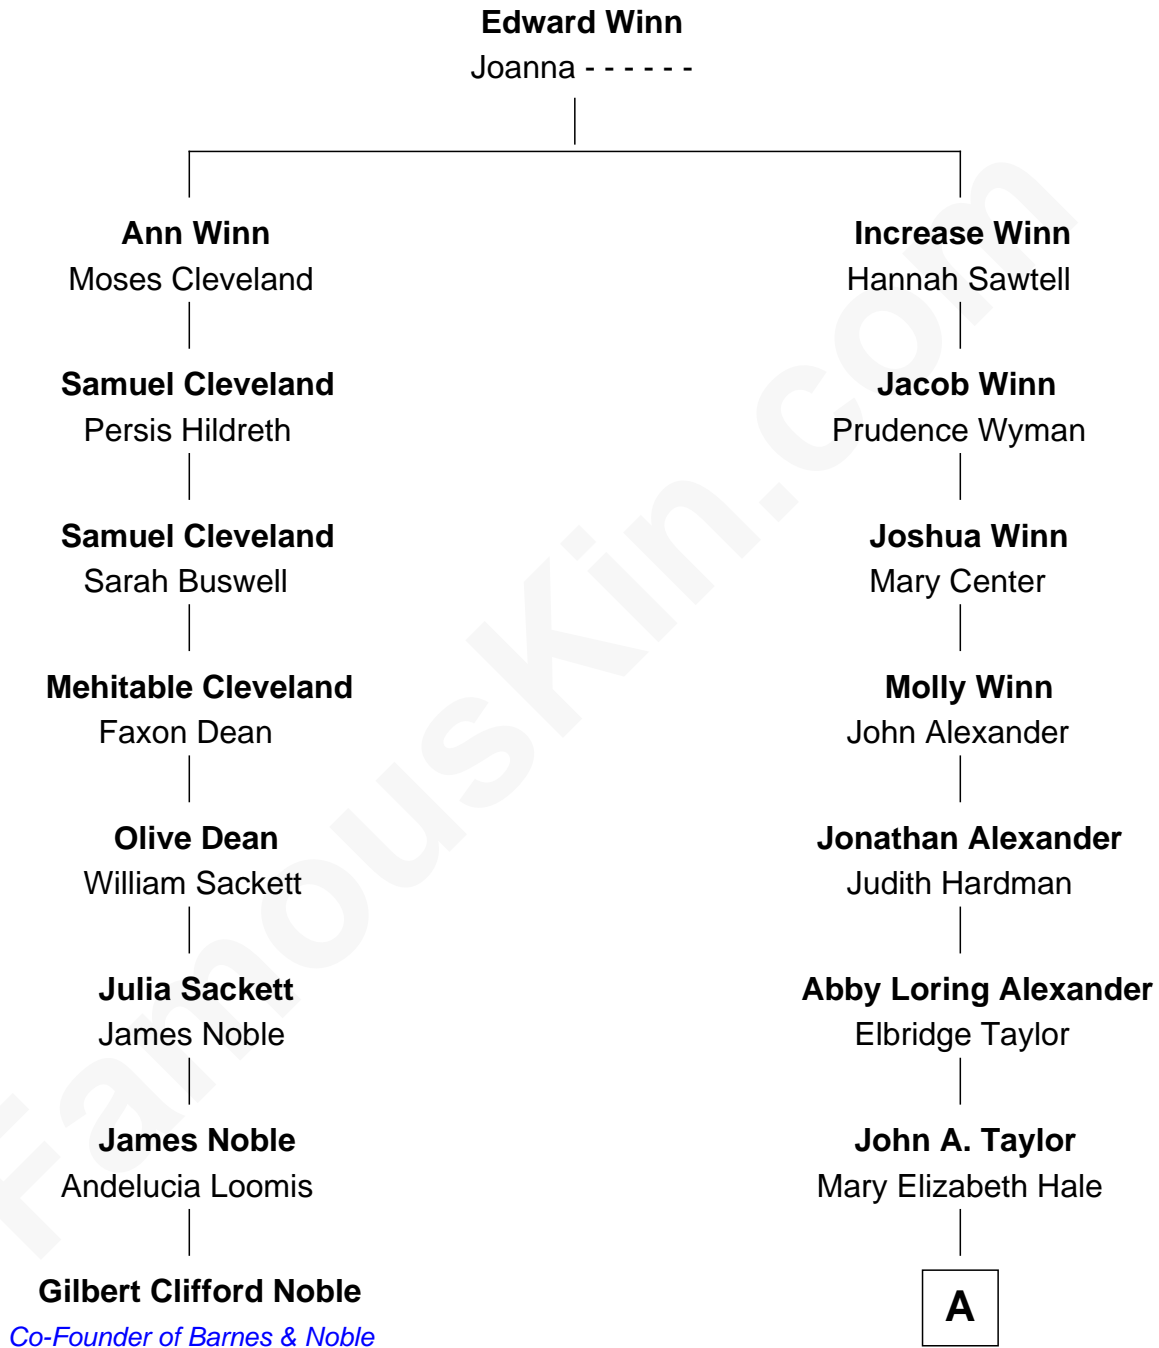 Edward Winn
Joanna - - - - - -
Ann Winn
Moses Cleveland
Increase Winn
Hannah Sawtell
Samuel Cleveland
Persis Hildreth
Jacob Winn
Prudence Wyman
Samuel Cleveland
Sarah Buswell
Joshua Winn
Mary Center
Mehitable Cleveland
Faxon Dean
Molly Winn
John Alexander
Olive Dean
William Sackett
Jonathan Alexander
Judith Hardman
Julia Sackett
James Noble
Abby Loring Alexander
Elbridge Taylor
James Noble
Andelucia Loomis
John A. Taylor
Mary Elizabeth Hale
Gilbert Clifford Noble
Co-Founder of Barnes & Noble
A
FamousKin.com